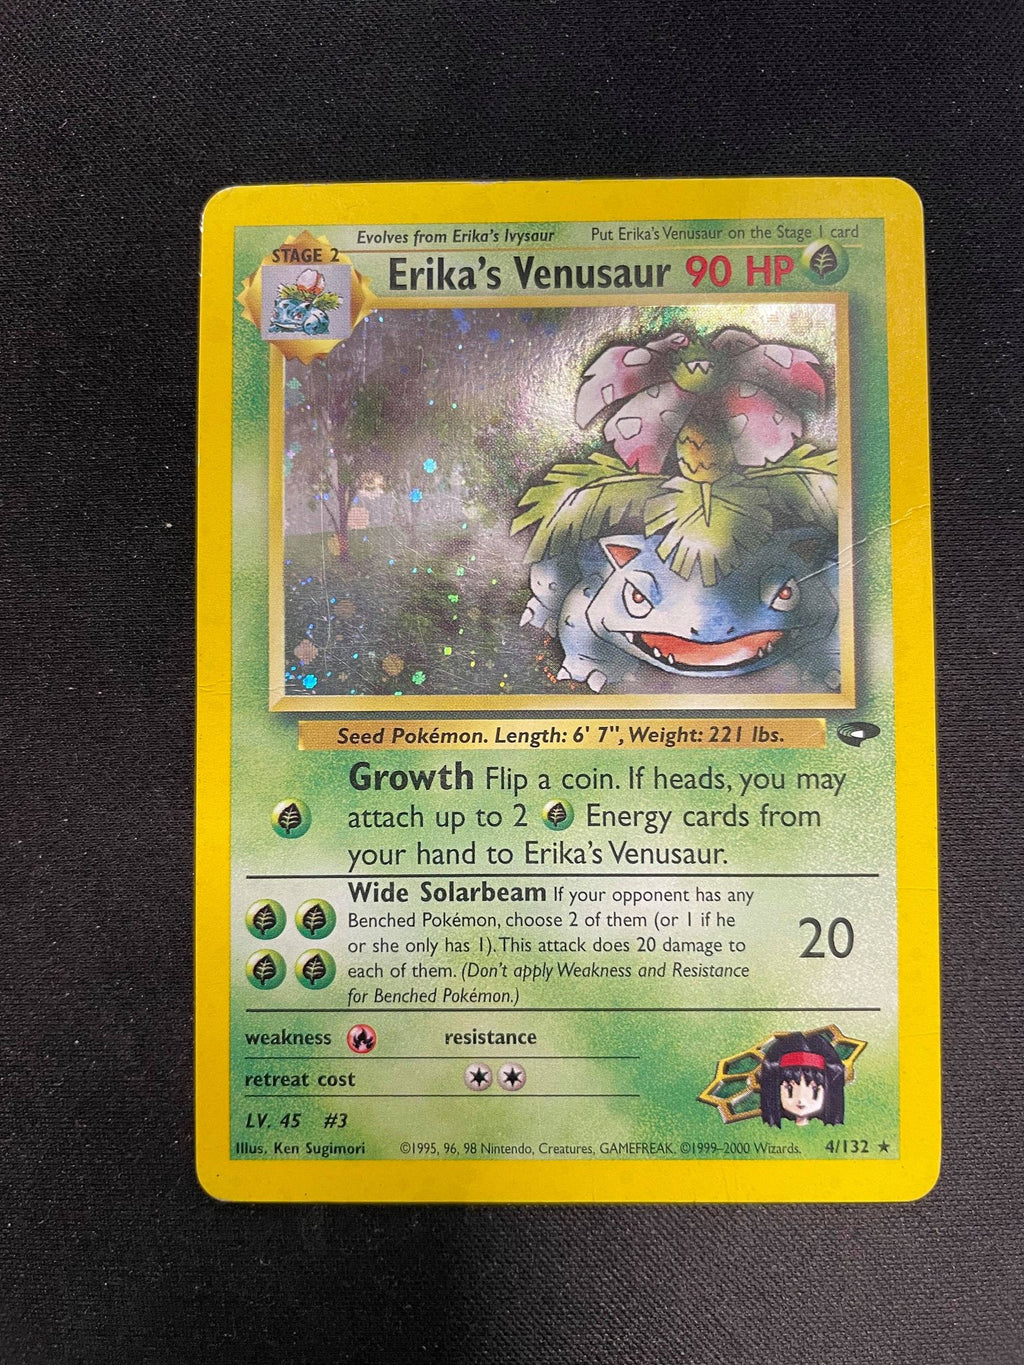 Evolves from Erika's Ivysaur Put Erika's Venusaur on the Stage 1 card
STAGE 2
Erika's Venusaur 90 HP
Seed Pokémon. Length: 6' 7", Weight: 221 lbs.
Growth Flip a coin. If heads, you may
attach up to 2 Energy cards from
your hand to Erika's Venusaur.
Wide Solarbeam If your opponent has any
Benched Pokémon, choose 2 of them (or 1 if he
or she only has 1). This attack does 20 damage to
each of them. (Don't apply Weakness and Resistance
for Benched Pokémon.)
20
weakness resistance
retreat cost
LV. 45 #3
Illus. Ken Sugimori ©1995, 96, 98 Nintendo, Creatures, GAMEFREAK. ©1999-2000 Wizards. 4/132 ★